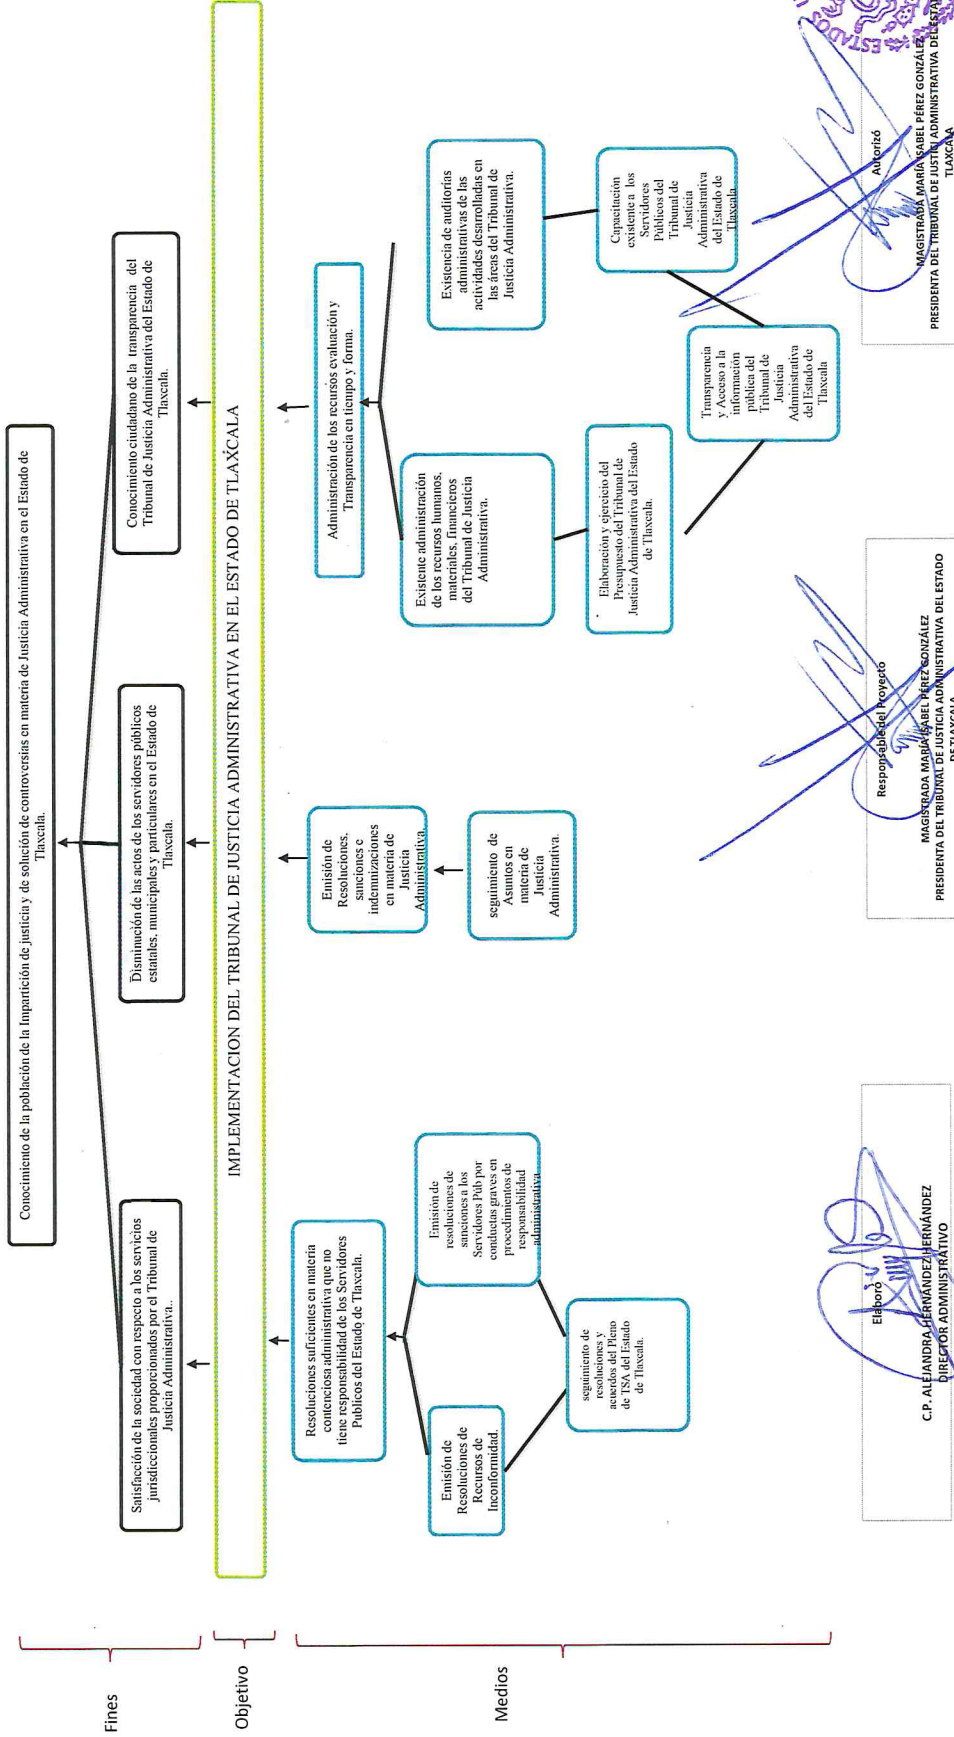 Conocimiento de la población de la Impartición de justicia y de solución de controversias en materia de Justicia Administrativa en el Estado de
Tlaxcala.
Fines
Satisfacción de la sociedad con respecto a los servicios
jurisdiccionales proporcionados por el Tribunal de
Justicia Administrativa..
Disminución de las actos de los servidores públicos
estatales, municipales y particulares en el Estado de
Tlaxcala.
Conocimiento ciudadano de la transparencia del
Tribunal de Justicia Administrativa del Estado de
Tlaxcala.
Objetivo
IMPLEMENTACION DEL TRIBUNAL DE JUSTICIA ADMINISTRATIVA EN EL ESTADO DE TLAXCALA
Medios
Resoluciones suficientes en materia
contenciosa administrativa que no
tiene responsabilidad de los Servidores
Publicos del Estado de Tlaxcala.
Emisión de
Resoluciones,
sanciones e
indemnizaciones
en materia de
Justicia
Administrativa.
Administración de los recursos evaluación y
Transparencia en tiempo y forma.
Emisión de
Resoluciones de
Recursos de
Inconformidad.
Emisión de
resoluciones de
sanciones a los
Servidores Púb por
conductas graves en
procedimientos de
responsabilidad
administrativa
seguimiento de
Asuntos en
materia de
Justicia
Administrativa.
Existente administración
de los recursos humanos,
materiales, financieros
del Tribunal de Justicia
Administrativa.
Existencia de auditorias
administrativas de las
actividades desarrolladas en
las áreas del Tribunal de
Justicia Administrativa.
seguimiento de
resoluciones y
acuerdos del Pleno
de TSA del Estado
de Tlaxcala.
Elaboración y ejercicio del
Presupuesto del Tribunal de
Justicia Administrativa del Estado
de Tlaxcala.
Capacitación
existente a los
Servidores
Públicos del
Tribunal de
Justicia
Administrativa
del Estado de
Tlaxcala
Transparencia
y Acceso a la
información
pública del
Tribunal de
Justicia
Administrativa
del Estado de
Tlaxcala
Elaboró
C.P. ALEJANDRA HERNÁNDEZ HERNÁNDEZ
DIRECTOR ADMINISTRATIVO
Responsable del Proyecto
MAGISTRADA MARÍA ISABEL PÉREZ GONZÁLEZ
PRESIDENTA DEL TRIBUNAL DE JUSTICIA ADMINISTRATIVA DEL ESTADO
DE TLAXCALA
Autorizó
MAGISTRADA MARÍA ISABEL PÉREZ GONZÁLEZ
PRESIDENTA DEL TRIBUNAL DE JUSTICI ADMINISTRATIVA DEL ESTA
TLAXCALA
ESTADOS